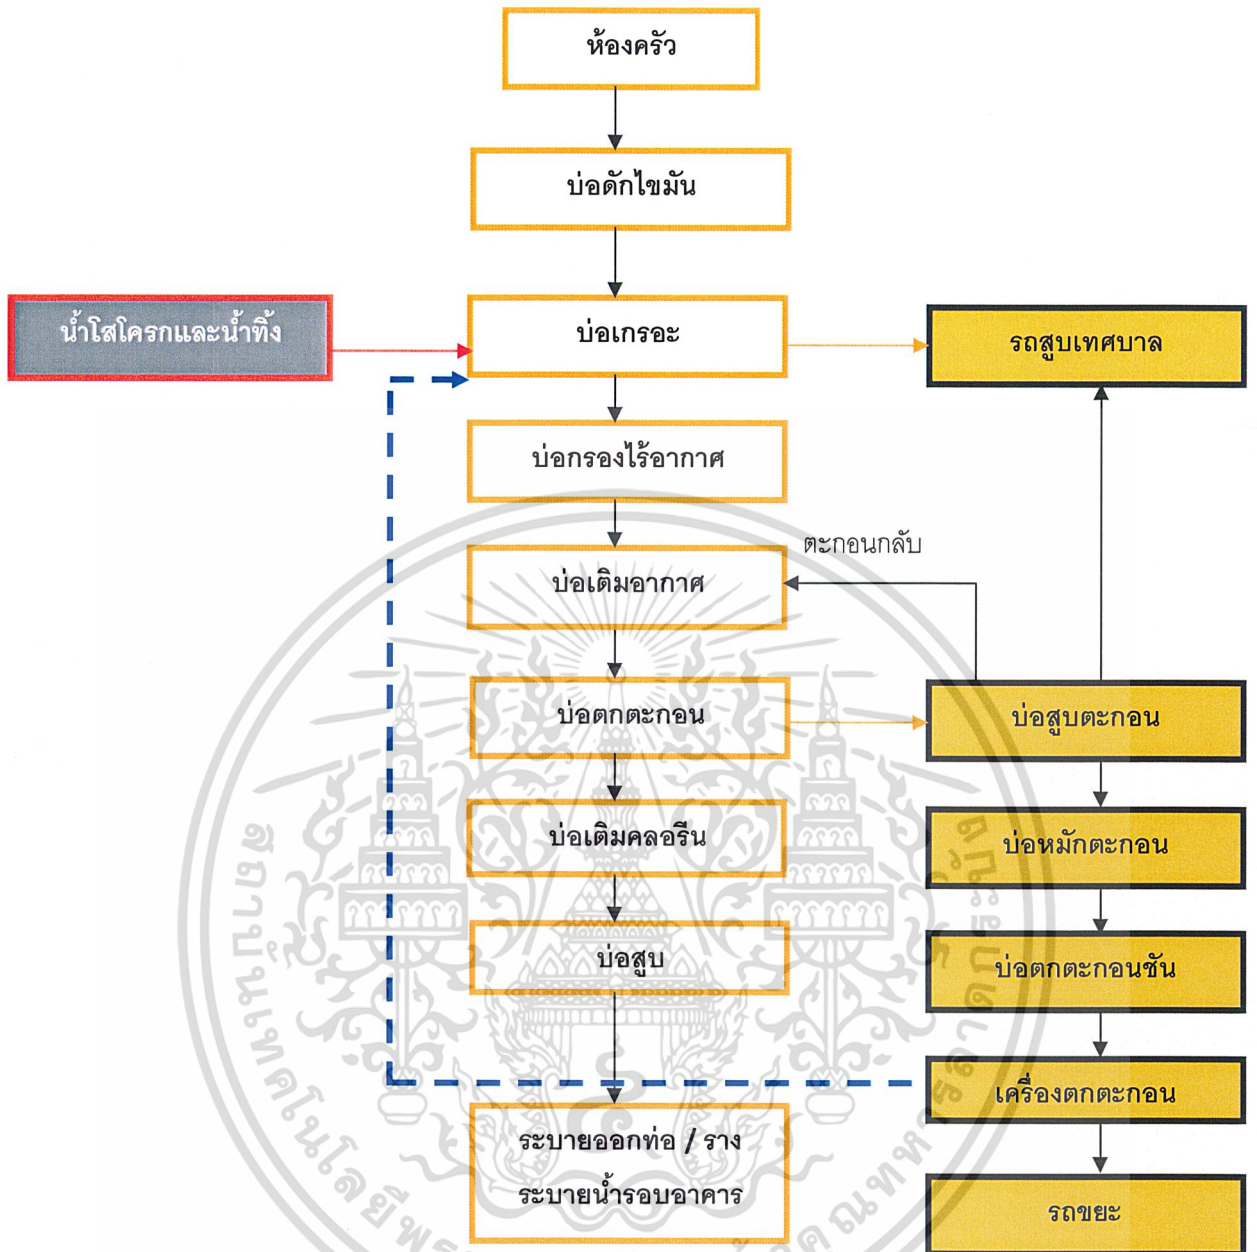 ห้องครัว
บ่อดักไขมัน
น้ำโสโครกและน้ำทิ้ง
บ่อเกรอะ
รถสูบเทศบาล
บ่อกรองไร้อากาศ
ตะกอนกลับ
บ่อเติมอากาศ
บ่อตกตะกอน
บ่อสูบตะกอน
บ่อเติมคลอรีน
บ่อหมักตะกอน
บ่อสูบ
บ่อตกตะกอนชัน
เครื่องตกตะกอน
ระบายออกท่อ / ราง
ระบายน้ำรอบอาคาร
รถขยะ